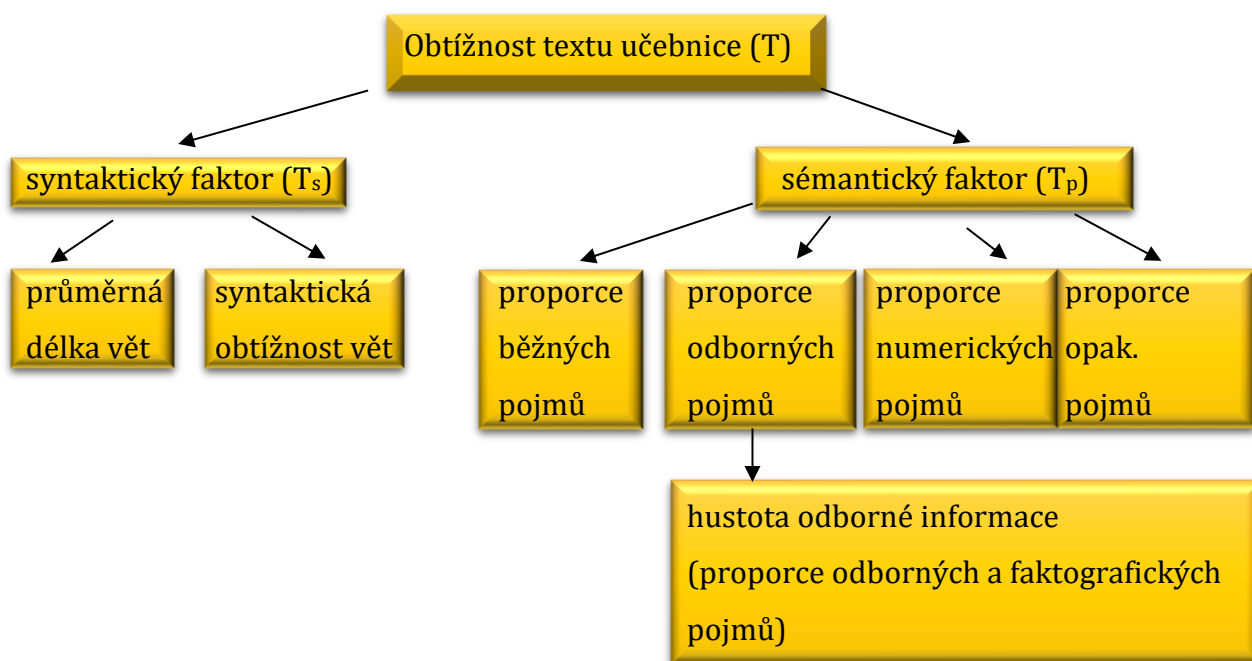 Obtížnost textu učebnice (T)
syntaktický faktor (Tₛ)
sémantický faktor (Tₚ)
průměrná
délka vět
syntaktická
obtížnost vět
proporce
běžných
pojmů
proporce
odborných
pojmů
proporce
numerických
pojmů
proporce
opak.
pojmů
hustota odborné informace
(proporce odborných a faktografických
pojmů)